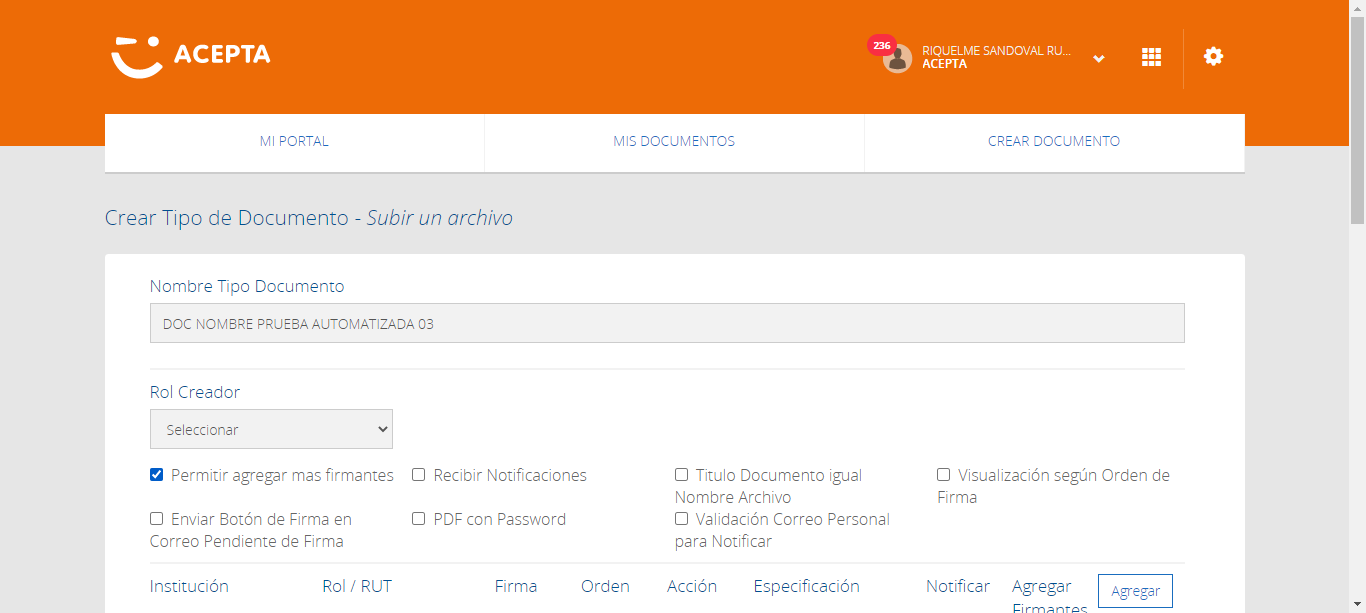 ACEPTA
236
RIQUELME SANDOVAL RU...
ACEPTA
MI PORTAL
MIS DOCUMENTOS
CREAR DOCUMENTO
Crear Tipo de Documento - Subir un archivo
Nombre Tipo Documento
DOC NOMBRE PRUEBA AUTOMATIZADA 03
Rol Creador
Seleccionar
Permitir agregar mas firmantes
Recibir Notificaciones
Titulo Documento igual
Nombre Archivo
Visualización según Orden de
Firma
Enviar Botón de Firma en
Correo Pendiente de Firma
PDF con Password
Validación Correo Personal
para Notificar
Institución
Rol / RUT
Firma
Orden
Acción
Especificación
Notificar
Agregar
Firmantes
Agregar